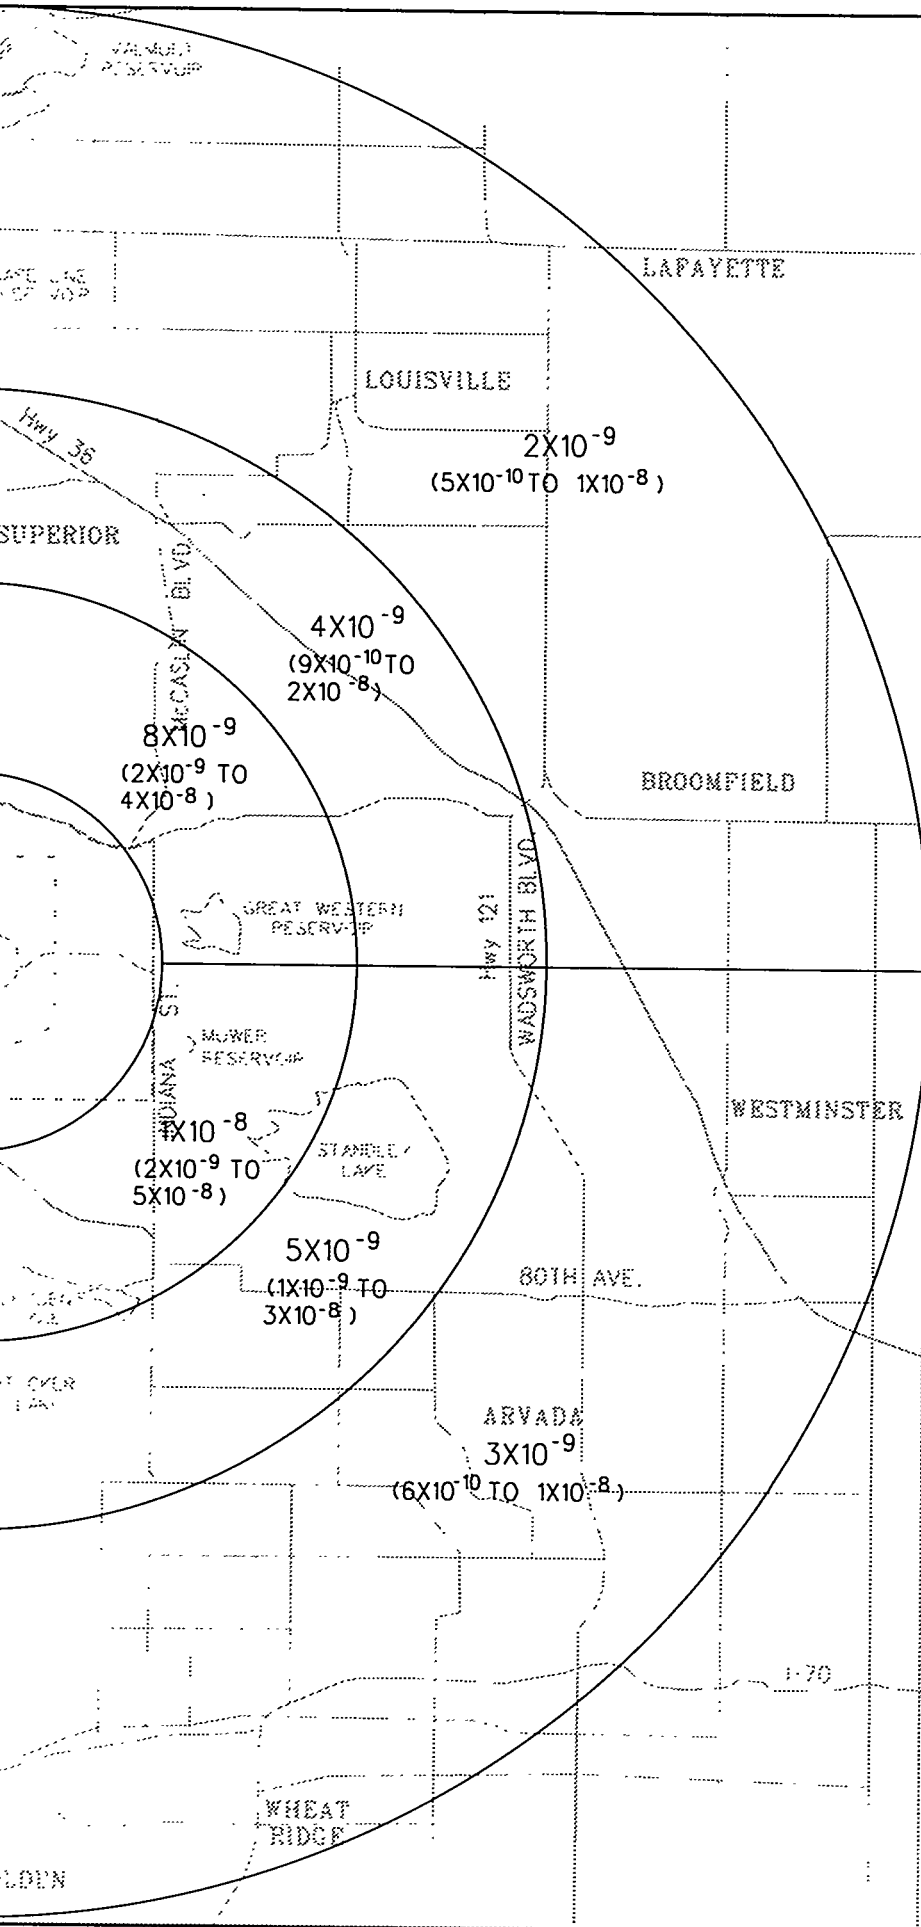 RESERVOIR
LAFAYETTE
LOUISVILLE
Hwy 36
2X10-9
(5X10-10 TO 1X10-8)
SUPERIOR
MCCASLIN BLVD.
4X10-9
(9X10-10 TO
2X10-8)
8X10-9
(2X10-9 TO
4X10-8)
BROOMFIELD
GREAT WESTERN
RESERVOIR
Hwy 121
WADSWORTH BLVD.
INDIANA ST.
MOWER
RESERVOIR
WESTMINSTER
1X10-8
(2X10-9 TO
5X10-8)
STANDLEY
LAKE
5X10-9
(1X10-9 TO
3X10-8)
80TH AVE.
LAKE
ARVADA
3X10-9
(6X10-10 TO 1X10-8)
I-70
WHEAT
RIDGE